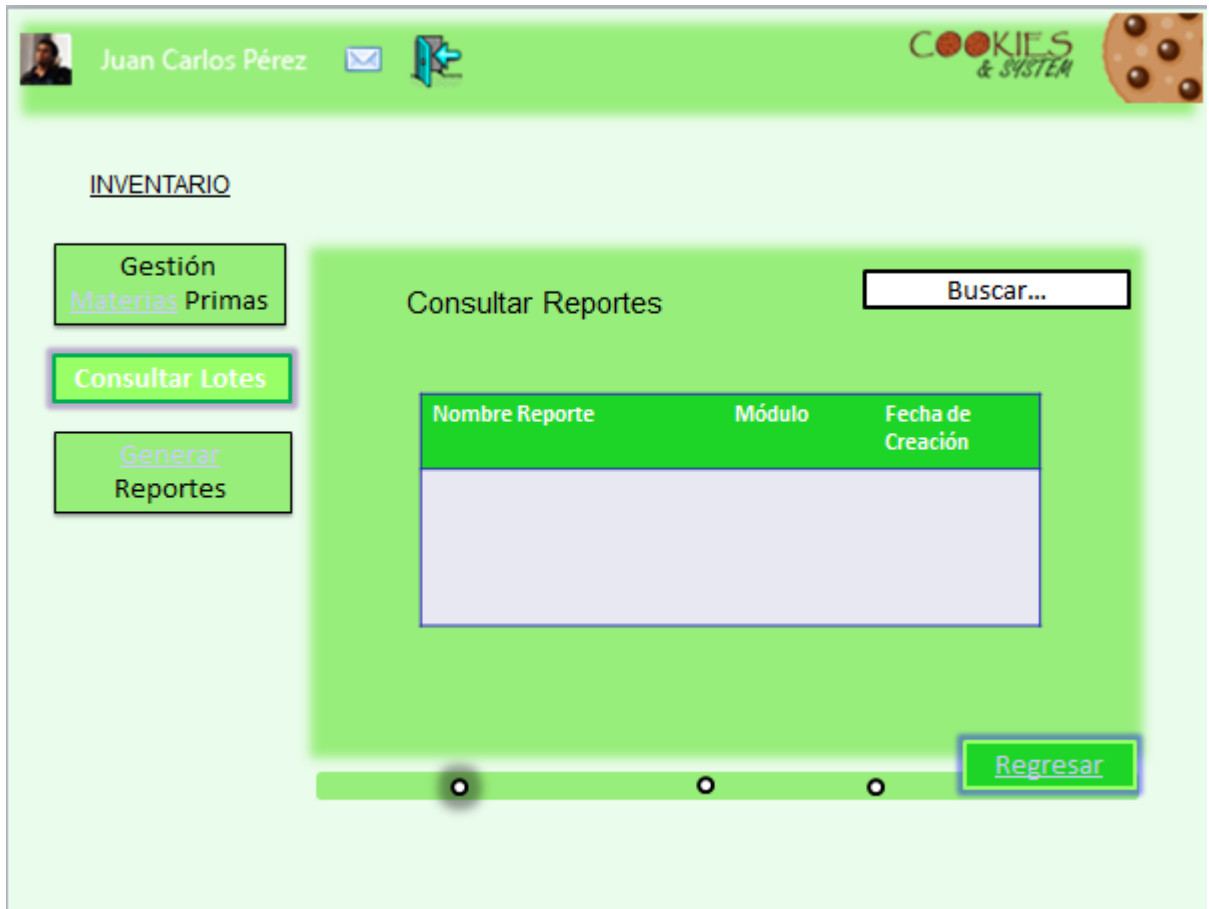 Juan Carlos Pérez
COOKIES
& SYSTEM
INVENTARIO
Gestión
Materias Primas
Consultar Lotes
Generar
Reportes
Consultar Reportes
Buscar...
Nombre Reporte Módulo Fecha de
Creación
Regresar